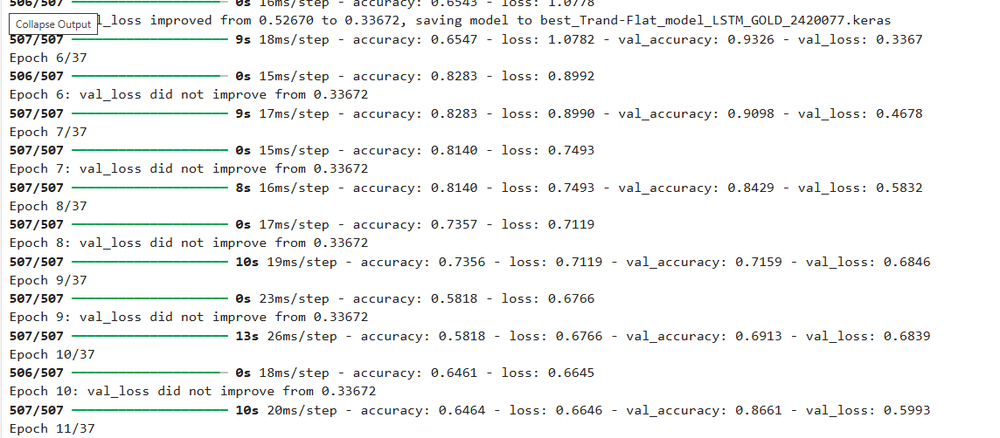 506/507 0s 16ms/step - accuracy: 0.6543 - loss: 1.0778
Collapse Output
l_loss improved from 0.52670 to 0.33672, saving model to best_Trand-Flat_model_LSTM_GOLD_2420077.keras
507/507 9s 18ms/step - accuracy: 0.6547 - loss: 1.0782 - val_accuracy: 0.9326 - val_loss: 0.3367
Epoch 6/37
506/507 0s 15ms/step - accuracy: 0.8283 - loss: 0.8992
Epoch 6: val_loss did not improve from 0.33672
507/507 9s 17ms/step - accuracy: 0.8283 - loss: 0.8990 - val_accuracy: 0.9098 - val_loss: 0.4678
Epoch 7/37
507/507 0s 15ms/step - accuracy: 0.8140 - loss: 0.7493
Epoch 7: val_loss did not improve from 0.33672
507/507 8s 16ms/step - accuracy: 0.8140 - loss: 0.7493 - val_accuracy: 0.8429 - val_loss: 0.5832
Epoch 8/37
507/507 0s 17ms/step - accuracy: 0.7357 - loss: 0.7119
Epoch 8: val_loss did not improve from 0.33672
507/507 10s 19ms/step - accuracy: 0.7356 - loss: 0.7119 - val_accuracy: 0.7159 - val_loss: 0.6846
Epoch 9/37
507/507 0s 23ms/step - accuracy: 0.5818 - loss: 0.6766
Epoch 9: val_loss did not improve from 0.33672
507/507 13s 26ms/step - accuracy: 0.5818 - loss: 0.6766 - val_accuracy: 0.6913 - val_loss: 0.6839
Epoch 10/37
506/507 0s 18ms/step - accuracy: 0.6461 - loss: 0.6645
Epoch 10: val_loss did not improve from 0.33672
507/507 10s 20ms/step - accuracy: 0.6464 - loss: 0.6646 - val_accuracy: 0.8661 - val_loss: 0.5993
Epoch 11/37